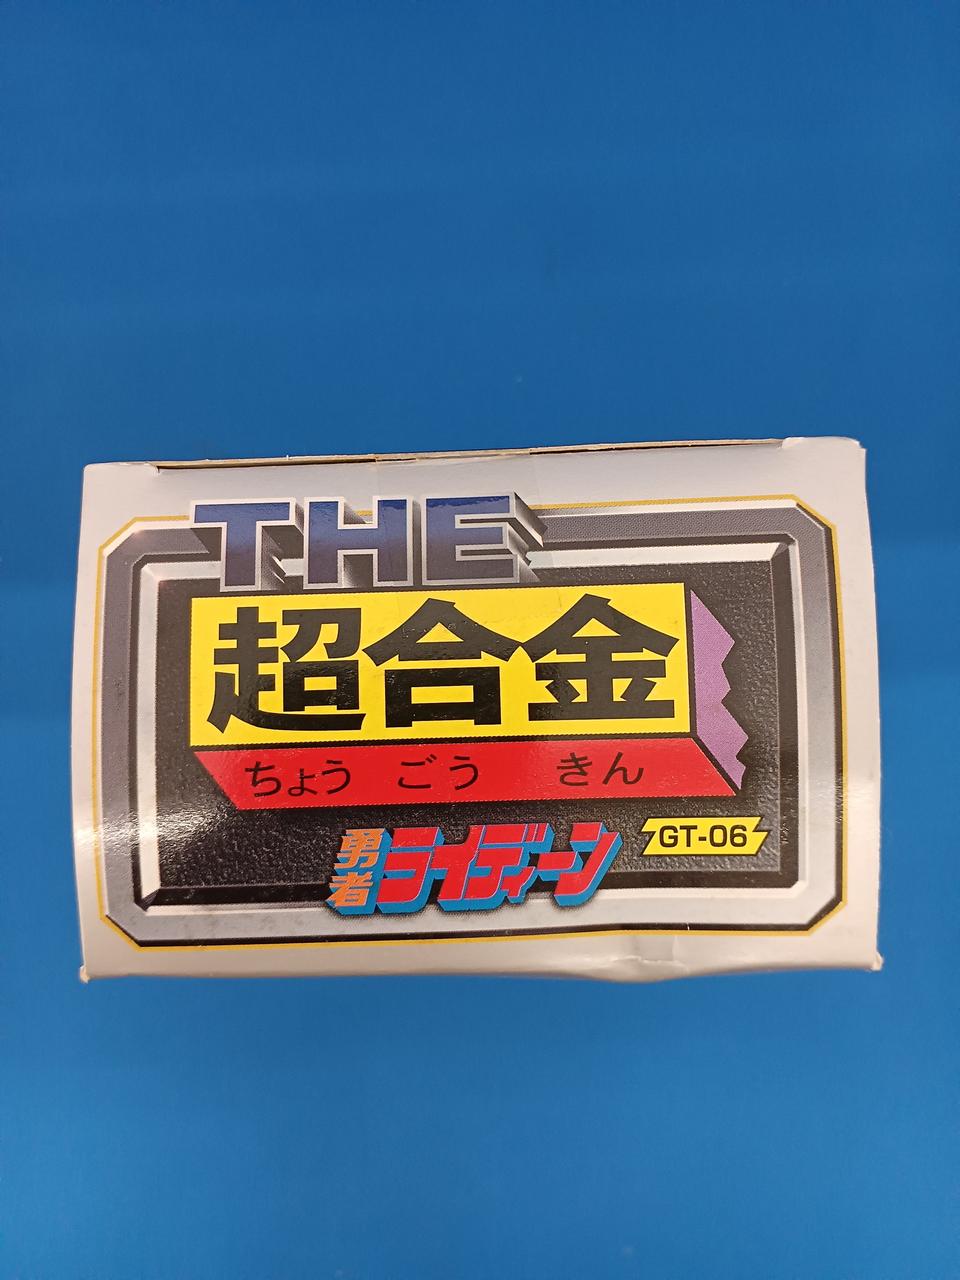 THE
超合金
ちょう ごう きん
勇者ライディーン
GT-06